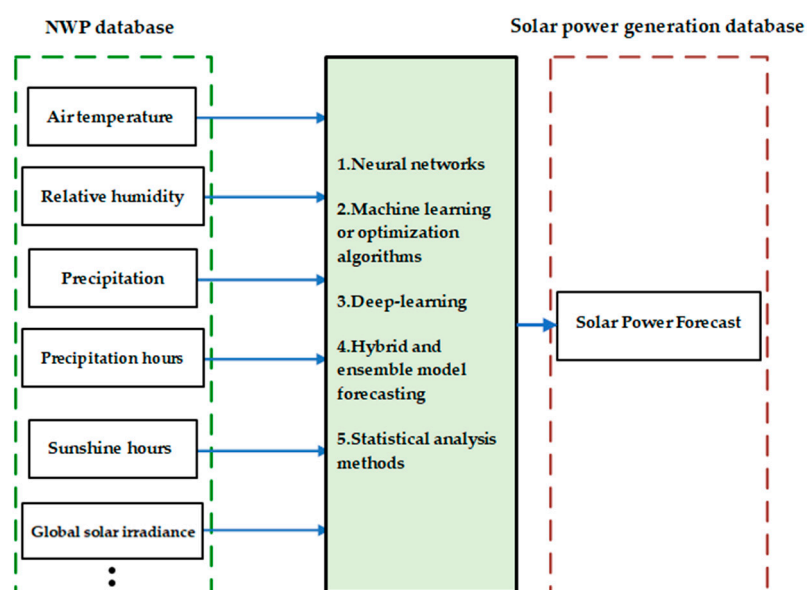 NWP database
Solar power generation database
Air temperature
Relative humidity
Precipitation
Precipitation hours
Sunshine hours
Global solar irradiance
1.Neural networks
2.Machine learning
or optimization
algorithms
3.Deep-learning
4.Hybrid and
ensemble model
forecasting
5.Statistical analysis
methods
Solar Power Forecast